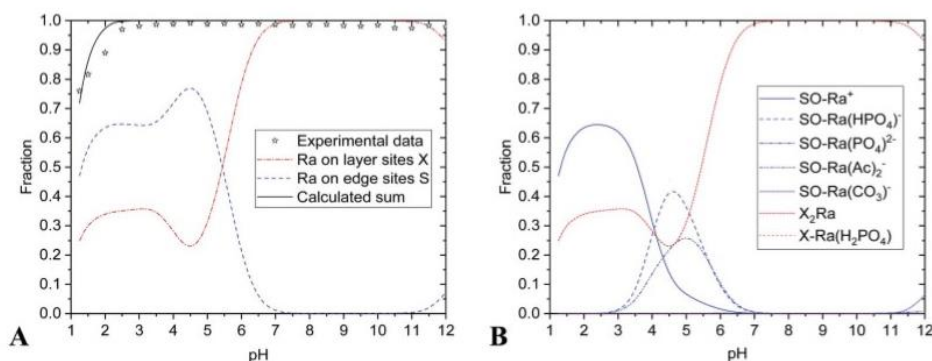 1.0
0.9
0.8
0.7
0.6
0.5
0.4
0.3
0.2
0.1
0.0
Fraction
Experimental data
Ra on layer sites X
Ra on edge sites S
Calculated sum
1 2 3 4 5 6 7 8 9 10 11 12
pH
A
1.0
0.9
0.8
0.7
0.6
0.5
0.4
0.3
0.2
0.1
0.0
Fraction
SO-Ra⁺
SO-Ra(HPO₄)⁻
SO-Ra(PO₄)²⁻
SO-Ra(Ac)₂⁻
SO-Ra(CO₃)⁻
X₂Ra
X-Ra(H₂PO₄)
1 2 3 4 5 6 7 8 9 10 11 12
pH
B